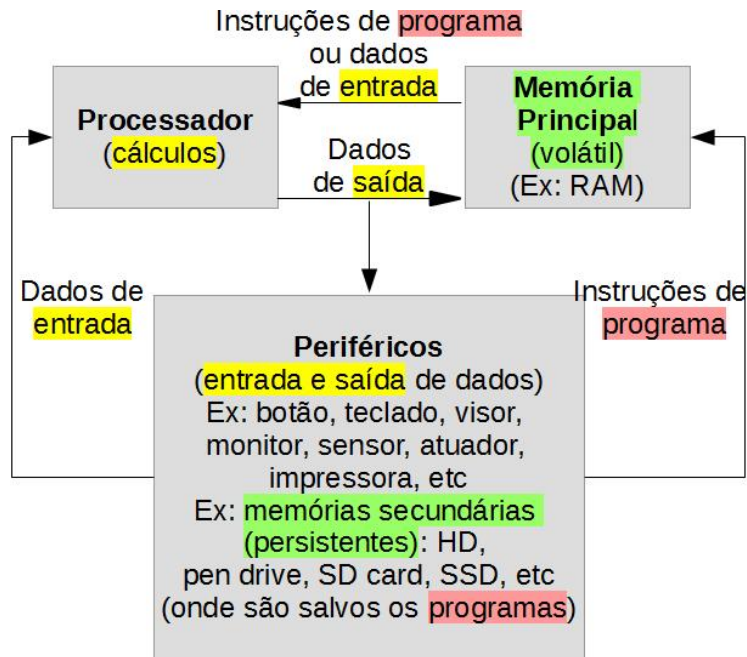 Instruções de programa
ou dados
de entrada
Processador
(cálculos)
Memória
Principal
(volátil)
(Ex: RAM)
Dados
de saída
Dados de
entrada
Instruções de
programa
Periféricos
(entrada e saída de dados)
Ex: botão, teclado, visor,
monitor, sensor, atuador,
impressora, etc
Ex: memórias secundárias
(persistentes): HD,
pen drive, SD card, SSD, etc
(onde são salvos os programas)